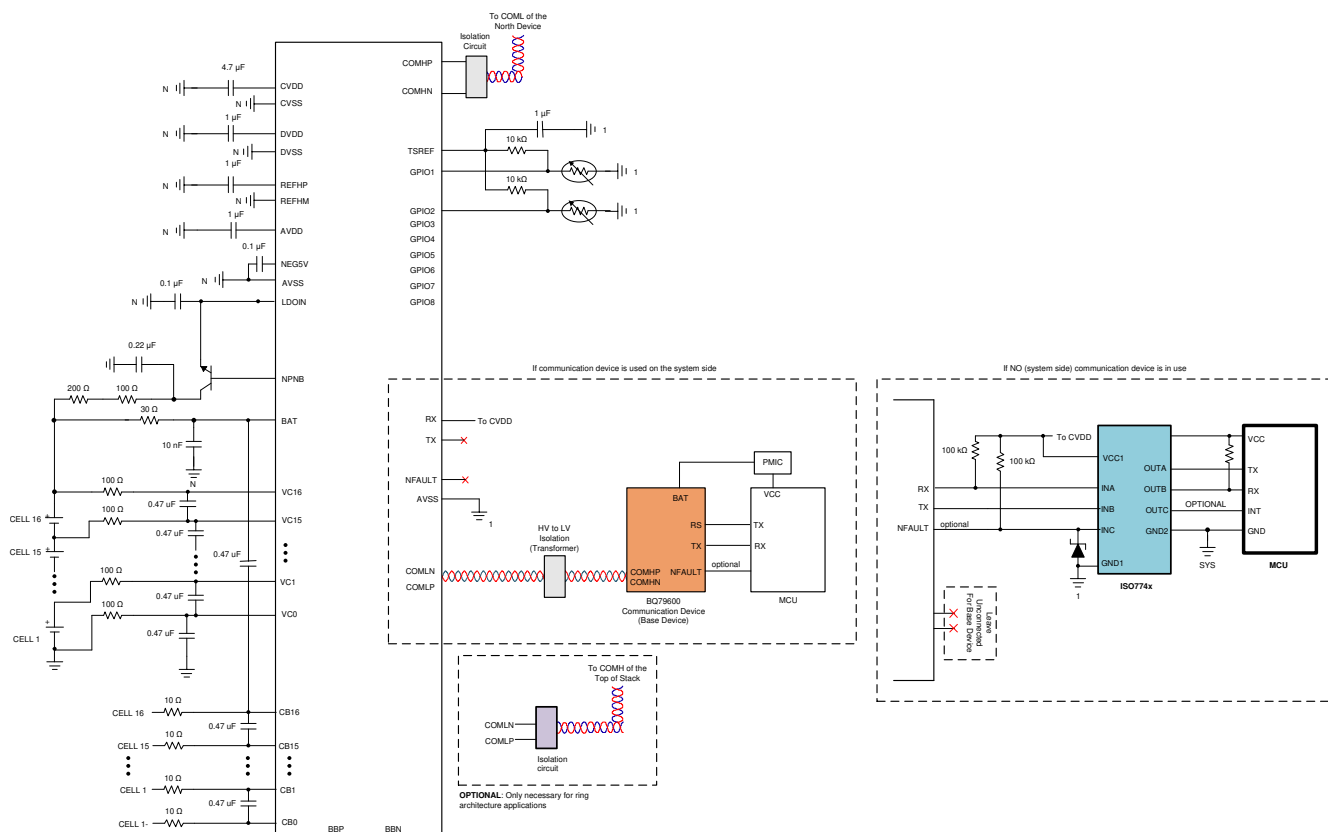 To COML of the
North Device
Isolation
Circuit
COMHP
COMHN
4.7 µF
N
CVDD
N
CVSS
1 µF
N
DVDD
N
DVSS
1 µF
N
REFHP
N
REFHM
1 µF
N
AVDD
0.1 µF
NEG5V
N
AVSS
0.1 µF
N
LDOIN
0.22 µF
NPNB
200 Ω
100 Ω
30 Ω
BAT
10 nF
N
100 Ω
VC16
0.47 uF
CELL 16
+
100 Ω
VC15
0.47 uF
CELL 15
+
0.47 uF
100 Ω
VC1
0.47 uF
100 Ω
VC0
+
CELL 1
0.47 uF
10 Ω
CELL 16
CB16
0.47 uF
10 Ω
CELL 15
CB15
10 Ω
CELL 1
CB1
0.47 uF
10 Ω
CELL 1-
CB0
BBP
BBN
1 µF
1
TSREF
10 kΩ
GPIO1
1
10 kΩ
GPIO2
1
GPIO3
GPIO4
GPIO5
GPIO6
GPIO7
GPIO8
If communication device is used on the system side
RX
To CVDD
TX
NFAULT
AVSS
1
COMLN
COMLP
HV to LV
Isolation
(Transformer)
BAT
RS
TX
NFAULT
COMHP
COMHN
BQ79600
Communication Device
(Base Device)
optional
PMIC
VCC
TX
RX
MCU
To COMH of the
Top of Stack
COMLN
COMLP
Isolation
circuit
OPTIONAL: Only necessary for ring
architecture applications
If NO (system side) communication device is in use
To CVDD
100 kΩ
100 kΩ
RX
TX
NFAULT
optional
1
VCC1
INA
INB
INC
GND1
OUTA
OUTB
OUTC
GND2
ISO774x
OPTIONAL
SYS
VCC
TX
RX
INT
GND
MCU
Leave
Unconnected
For Base Device